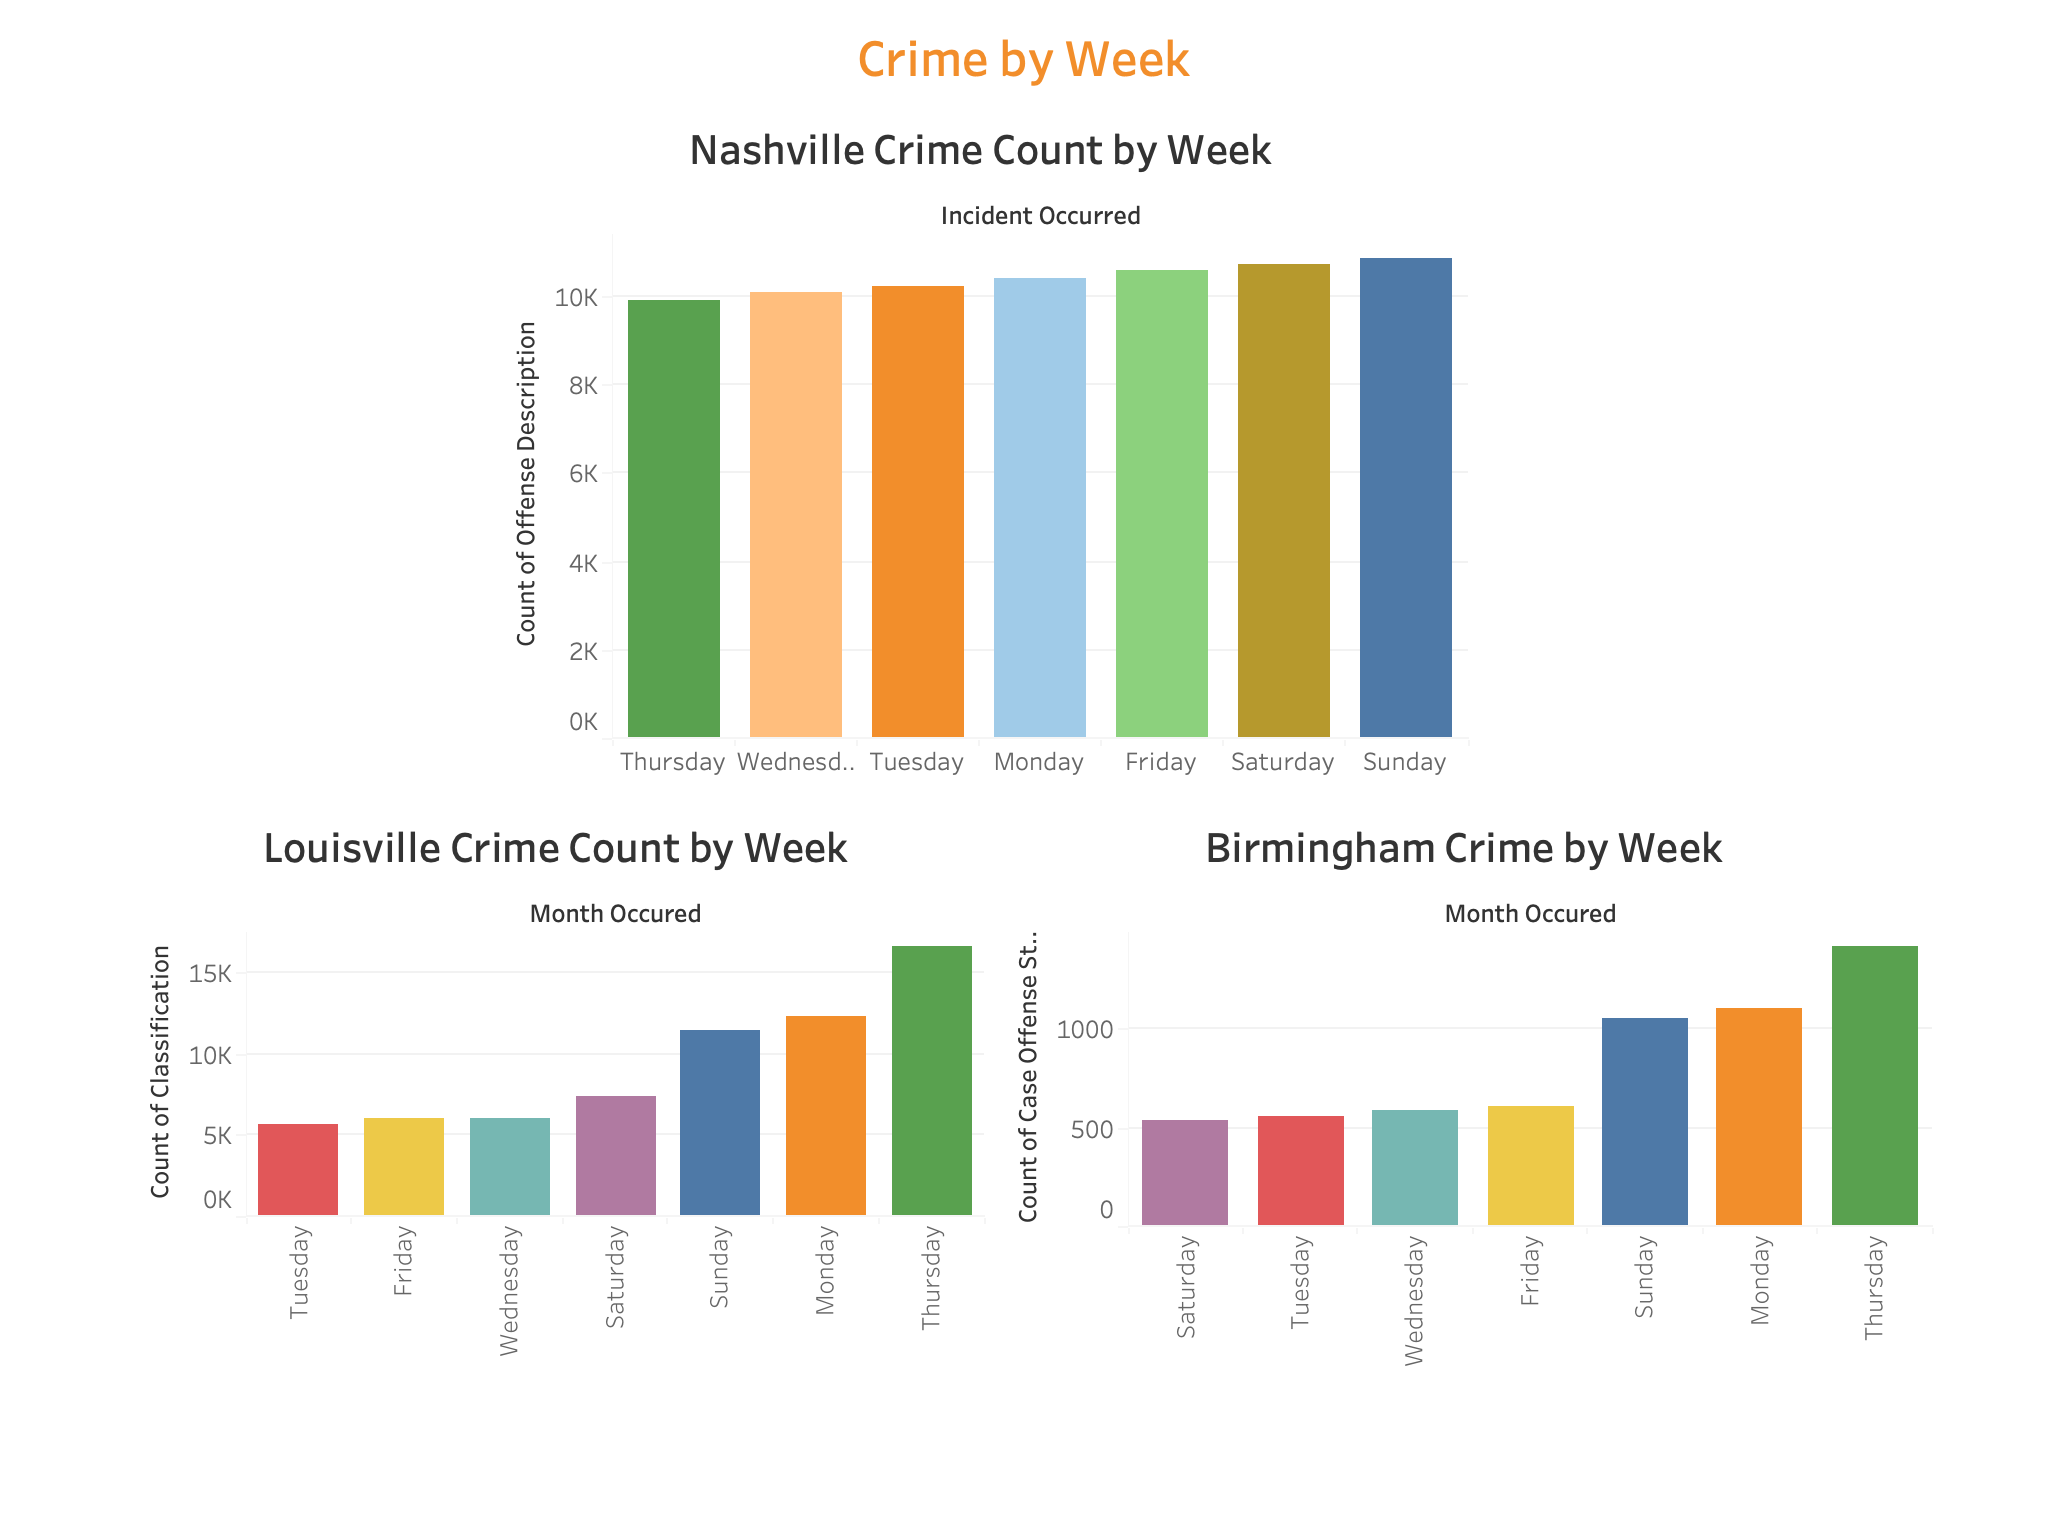 Crime by Week
Nashville Crime Count by Week
Incident Occurred
Count of Offense Description
10K
8K
6K
4K
2K
0K
Thursday Wednesd.. Tuesday Monday Friday Saturday Sunday
Louisville Crime Count by Week
Month Occured
Count of Classification
15K
10K
5K
0K
Tuesday Friday Wednesday Saturday Sunday Monday Thursday
Birmingham Crime by Week
Month Occured
Count of Case Offense St..
1000
500
0
Saturday Tuesday Wednesday Friday Sunday Monday Thursday